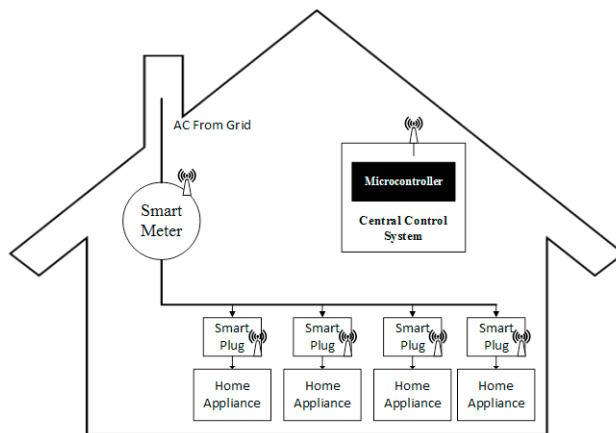 AC From Grid
Smart
Meter
Microcontroller
Central Control
System
Smart
Plug
Smart
Plug
Smart
Plug
Smart
Plug
Home
Appliance
Home
Appliance
Home
Appliance
Home
Appliance